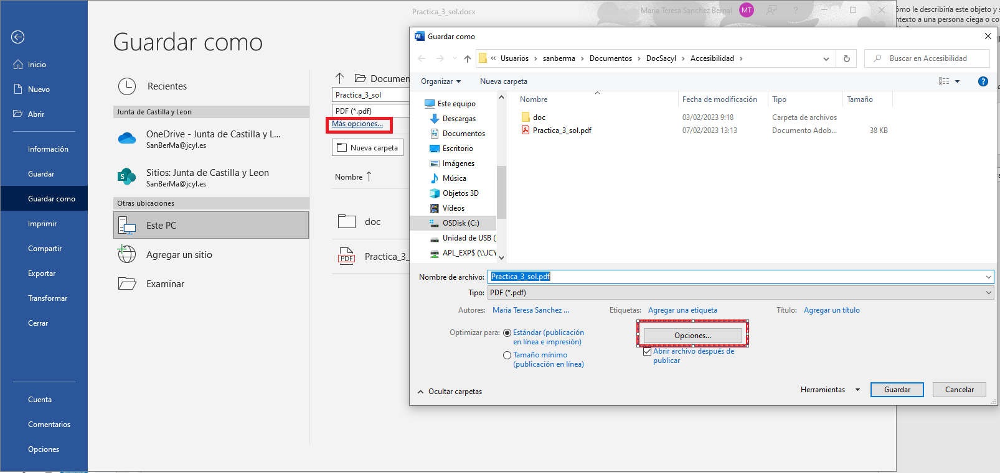 Practica_3_sol.docx
Maria Teresa Sanchez Bernal
MT
?
Inicio
Nuevo
Abrir
Información
Guardar
Guardar como
Imprimir
Compartir
Exportar
Transformar
Cerrar
Cuenta
Comentarios
Opciones
Guardar como
Recientes
Junta de Castilla y Leon
OneDrive - Junta de Castilla y L...
SanBerMa@jcyl.es
S
Sitios: Junta de Castilla y Leon
SanBerMa@jcyl.es
Otras ubicaciones
Este PC
Agregar un sitio
Examinar
Documen
Practica_3_sol
PDF (*.pdf)
Más opciones...
Nueva carpeta
Nombre
doc
PDF
Practica_3_
Guardar como
« Usuarios › sanberma › Documentos › DocSacyl › Accesibilidad ›
Buscar en Accesibilidad
Organizar
Nueva carpeta
?
Este equipo
Descargas
Documentos
Escritorio
Imágenes
Música
Objetos 3D
Vídeos
OSDisk (C:)
Unidad de USB (
APL_EXP$ (\\JCY
Nombre Fecha de modificación Tipo Tamaño
doc 03/02/2023 9:18 Carpeta de archivos
Practica_3_sol.pdf 07/02/2023 13:13 Documento Adob... 38 KB
Nombre de archivo: Practica_3_sol.pdf
Tipo: PDF (*.pdf)
Autores: Maria Teresa Sanchez ...
Etiquetas: Agregar una etiqueta
Título: Agregar un título
Optimizar para:
Estándar (publicación
en línea e impresión)
Tamaño mínimo
(publicación en línea)
Opciones...
Abrir archivo después de
publicar
Ocultar carpetas
Herramientas
Guardar
Cancelar
ómo le describiría este objeto y s
ntexto a una persona ciega o co